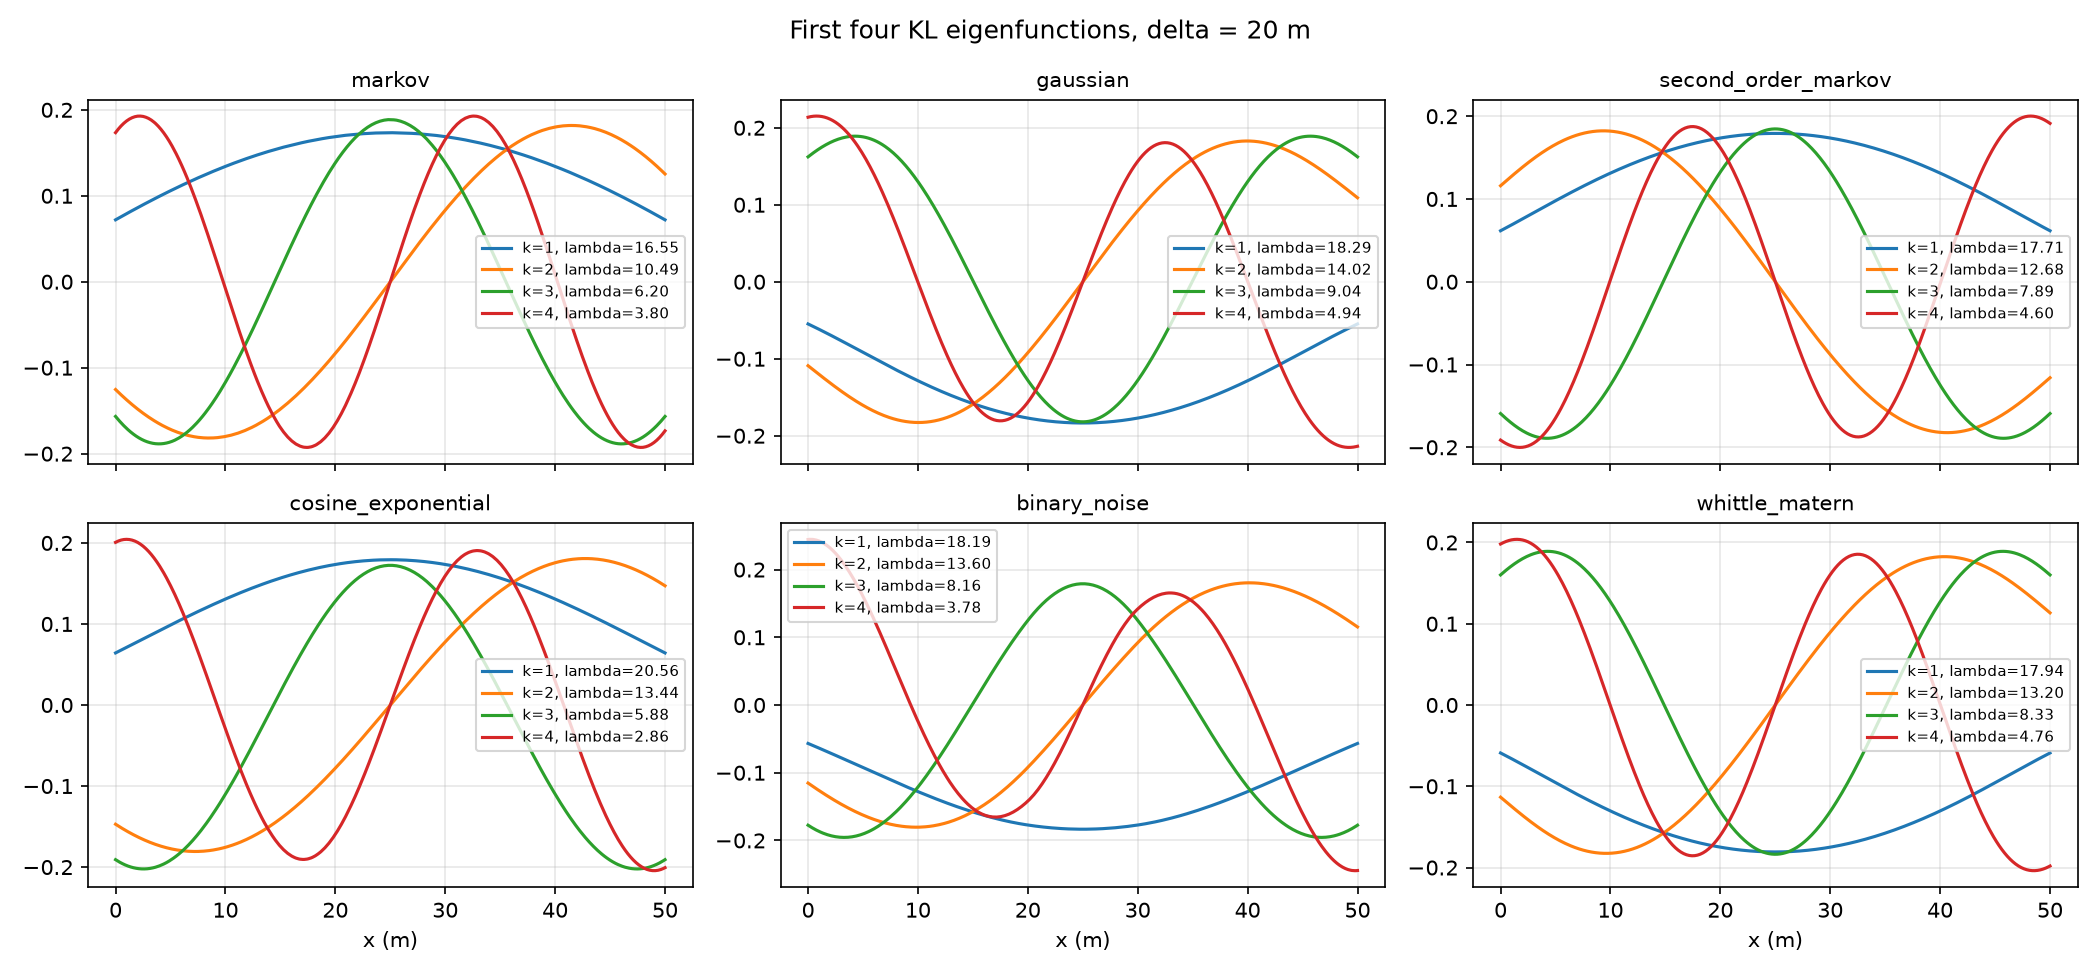 First four KL eigenfunctions, delta = 20 m
markov
0.2
0.1
0.0
−0.1
−0.2
k=1, lambda=16.55
k=2, lambda=10.49
k=3, lambda=6.20
k=4, lambda=3.80
gaussian
0.2
0.1
0.0
−0.1
−0.2
k=1, lambda=18.29
k=2, lambda=14.02
k=3, lambda=9.04
k=4, lambda=4.94
second_order_markov
0.2
0.1
0.0
−0.1
−0.2
k=1, lambda=17.71
k=2, lambda=12.68
k=3, lambda=7.89
k=4, lambda=4.60
cosine_exponential
0.2
0.1
0.0
−0.1
−0.2
k=1, lambda=20.56
k=2, lambda=13.44
k=3, lambda=5.88
k=4, lambda=2.86
0 10 20 30 40 50
x (m)
binary_noise
0.2
0.1
0.0
−0.1
−0.2
k=1, lambda=18.19
k=2, lambda=13.60
k=3, lambda=8.16
k=4, lambda=3.78
0 10 20 30 40 50
x (m)
whittle_matern
0.2
0.1
0.0
−0.1
−0.2
k=1, lambda=17.94
k=2, lambda=13.20
k=3, lambda=8.33
k=4, lambda=4.76
0 10 20 30 40 50
x (m)